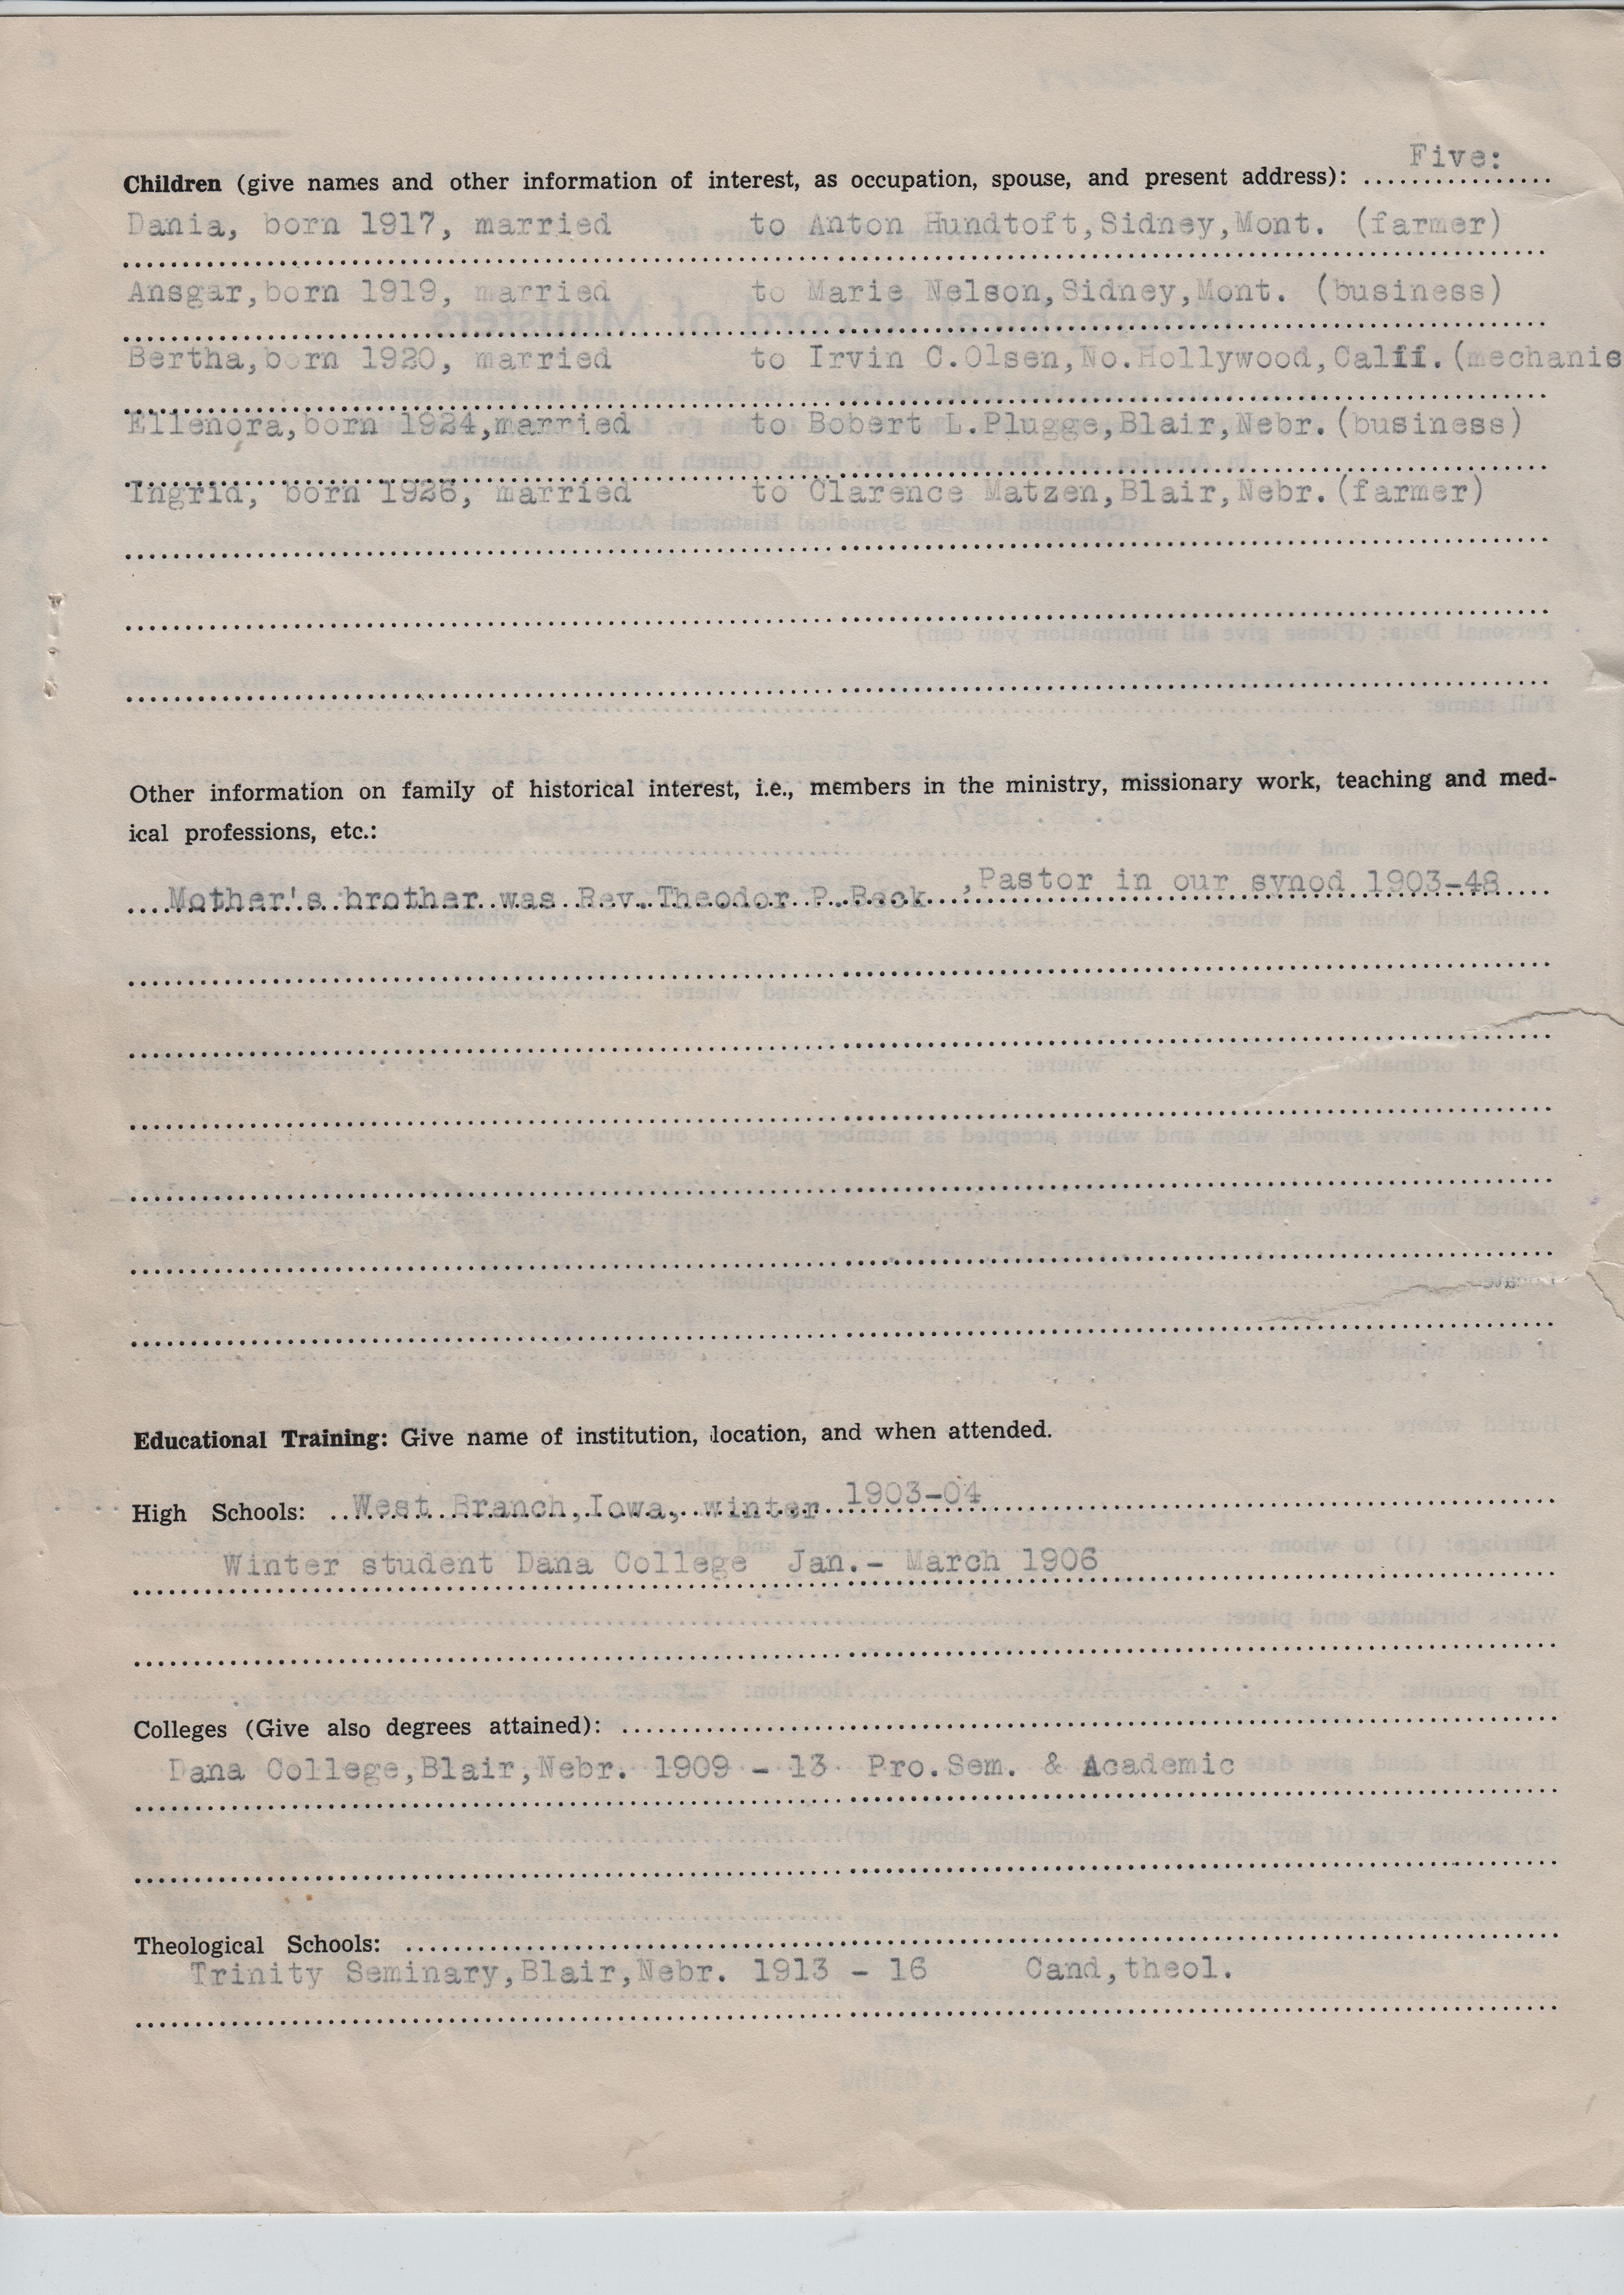 Five:
Children (give names and other information of interest, as occupation, spouse, and present address):
Dania, born 1917, married to Anton Hundtoft,Sidney,Mont. (farmer)
Ansgar,born 1919, married to Marie Nelson,Sidney,Mont. (business)
Bertha,born 1920, married to Irvin C.Olsen,No.Hollywood,Calif.(mechanic
Ellenora,born 1924,married to Bobert L.Plugge,Blair,Nebr.(business)
Ingrid, born 1926, married to Clarence Matzen,Blair,Nebr.(farmer)
Other information on family of historical interest, i.e., members in the ministry, missionary work, teaching and med-
ical professions, etc.:
Mother's brother was Rev. Theodor P. Beck ,Pastor in our synod 1903-48
Educational Training: Give name of institution, location, and when attended.
High Schools: West Branch,Iowa, winter 1903-04
Winter student Dana College Jan.- March 1906
Colleges (Give also degrees attained):
Dana College,Blair,Nebr. 1909 - 13 Pro.Sem. & Academic
Theological Schools:
Trinity Seminary,Blair,Nebr. 1913 - 16 Cand,theol.